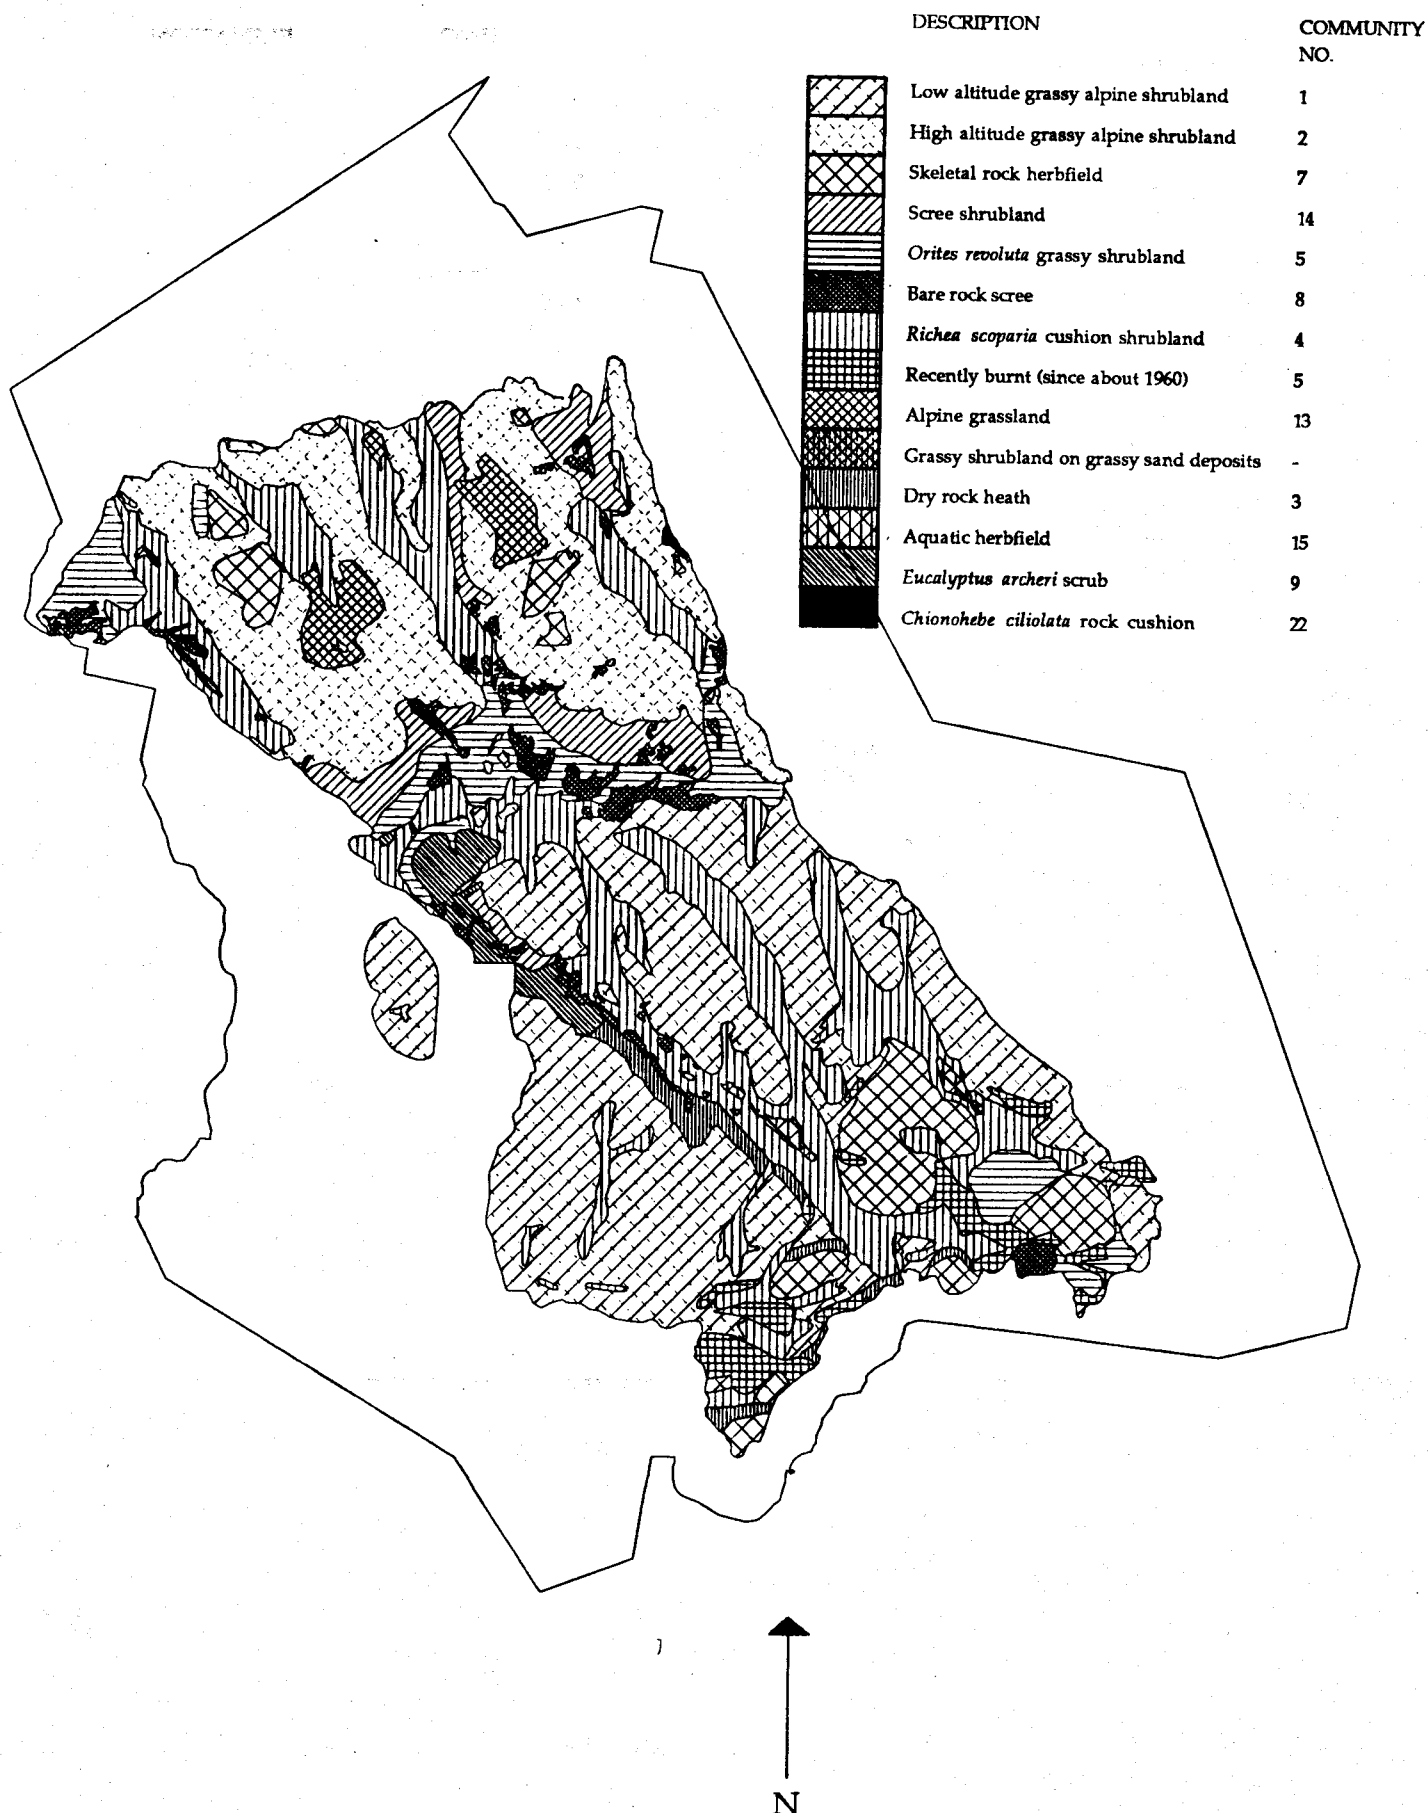 DESCRIPTION COMMUNITY
NO.
Low altitude grassy alpine shrubland 1
High altitude grassy alpine shrubland 2
Skeletal rock herbfield 7
Scree shrubland 14
Orites revoluta grassy shrubland 5
Bare rock scree 8
Richea scoparia cushion shrubland 4
Recently burnt (since about 1960) 5
Alpine grassland 13
Grassy shrubland on grassy sand deposits -
Dry rock heath 3
Aquatic herbfield 15
Eucalyptus archeri scrub 9
Chionohebe ciliolata rock cushion 22
N